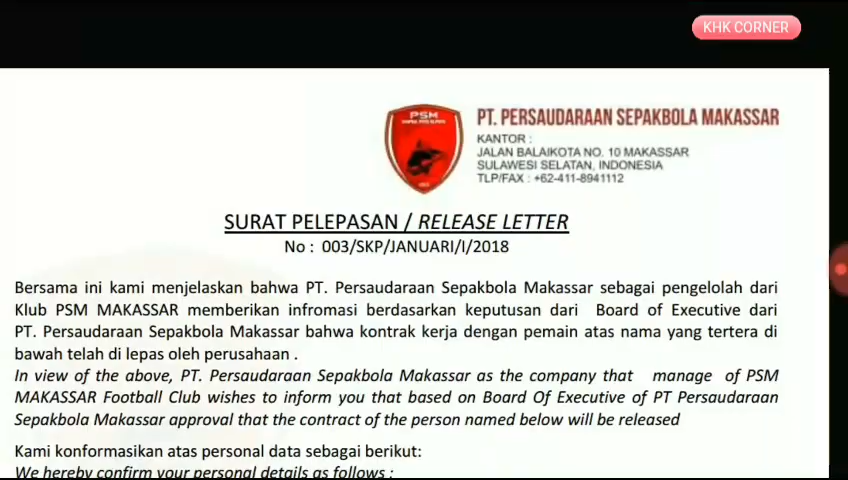 KHK CORNER
PSM
PT. PERSAUDARAAN SEPAKBOLA MAKASSAR
KANTOR :
JALAN BALAIKOTA NO. 10 MAKASSAR
SULAWESI SELATAN, INDONESIA
TLP/FAX : +62-411-8941112
SURAT PELEPASAN / RELEASE LETTER
No : 003/SKP/JANUARI/I/2018
Bersama ini kami menjelaskan bahwa PT. Persaudaraan Sepakbola Makassar sebagai pengelolah dari
Klub PSM MAKASSAR memberikan infromasi berdasarkan keputusan dari Board of Executive dari
PT. Persaudaraan Sepakbola Makassar bahwa kontrak kerja dengan pemain atas nama yang tertera di
bawah telah di lepas oleh perusahaan .
In view of the above, PT. Persaudaraan Sepakbola Makassar as the company that manage of PSM
MAKASSAR Football Club wishes to inform you that based on Board Of Executive of PT Persaudaraan
Sepakbola Makassar approval that the contract of the person named below will be released
Kami konformasikan atas personal data sebagai berikut:
We hereby confirm your personal details as follows :